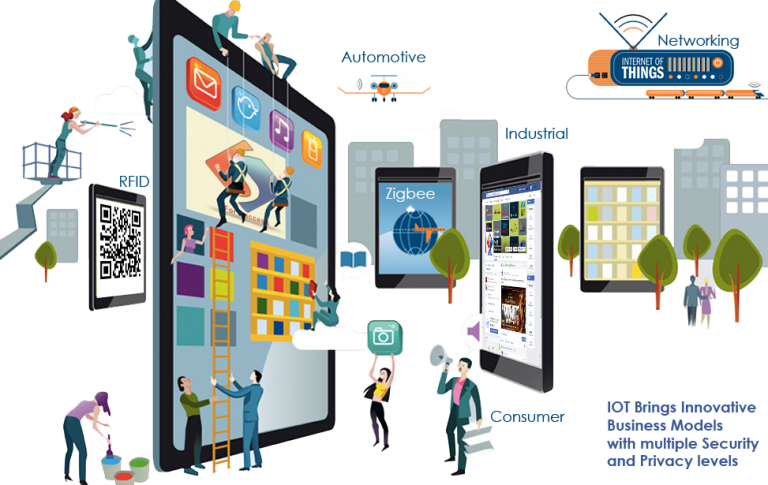 Automotive
Networking
INTERNET OF
THINGS
Industrial
RFID
Zigbee
Consumer
IOT Brings Innovative
Business Models
with multiple Security
and Privacy levels